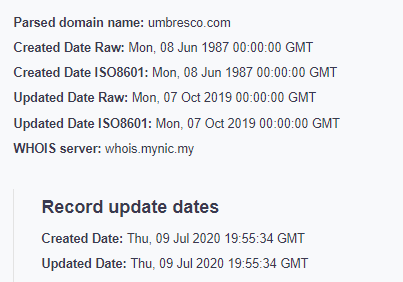 Parsed domain name: umbresco.com
Created Date Raw: Mon, 08 Jun 1987 00:00:00 GMT
Created Date ISO8601: Mon, 08 Jun 1987 00:00:00 GMT
Updated Date Raw: Mon, 07 Oct 2019 00:00:00 GMT
Updated Date ISO8601: Mon, 07 Oct 2019 00:00:00 GMT
WHOIS server: whois.mynic.my
Record update dates
Created Date: Thu, 09 Jul 2020 19:55:34 GMT
Updated Date: Thu, 09 Jul 2020 19:55:34 GMT